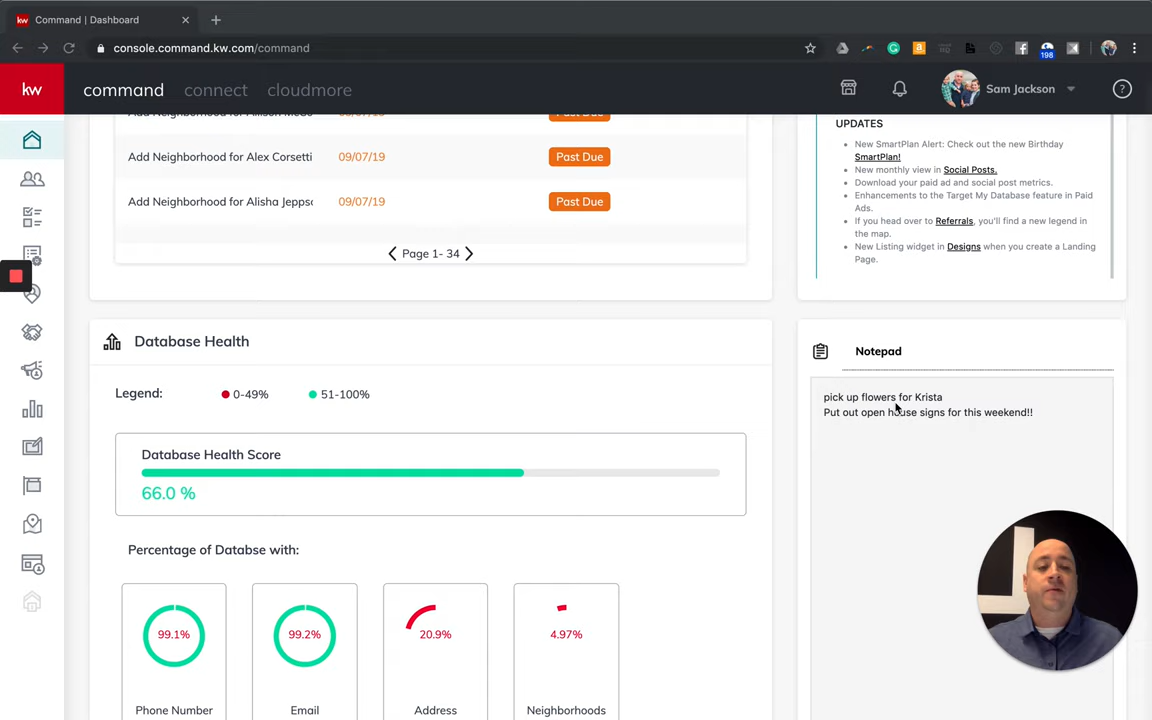 kw Command | Dashboard
console.command.kw.com/command
198
kw command connect cloudmore Sam Jackson
Add Neighborhood for Alex Corsetti 09/07/19 Past Due
Add Neighborhood for Alisha Jepps 09/07/19 Past Due
Page 1- 34
UPDATES
New SmartPlan Alert: Check out the new Birthday
SmartPlan!
New monthly view in Social Posts.
Download your paid ad and social post metrics.
Enhancements to the Target My Database feature in Paid
Ads.
If you head over to Referrals, you'll find a new legend in
the map.
New Listing widget in Designs when you create a Landing
Page.
Database Health
Legend: 0-49% 51-100%
Database Health Score
66.0 %
Percentage of Databse with:
99.1% 99.2% 20.9% 4.97%
Phone Number Email Address Neighborhoods
Notepad
pick up flowers for Krista
Put out open house signs for this weekend!!